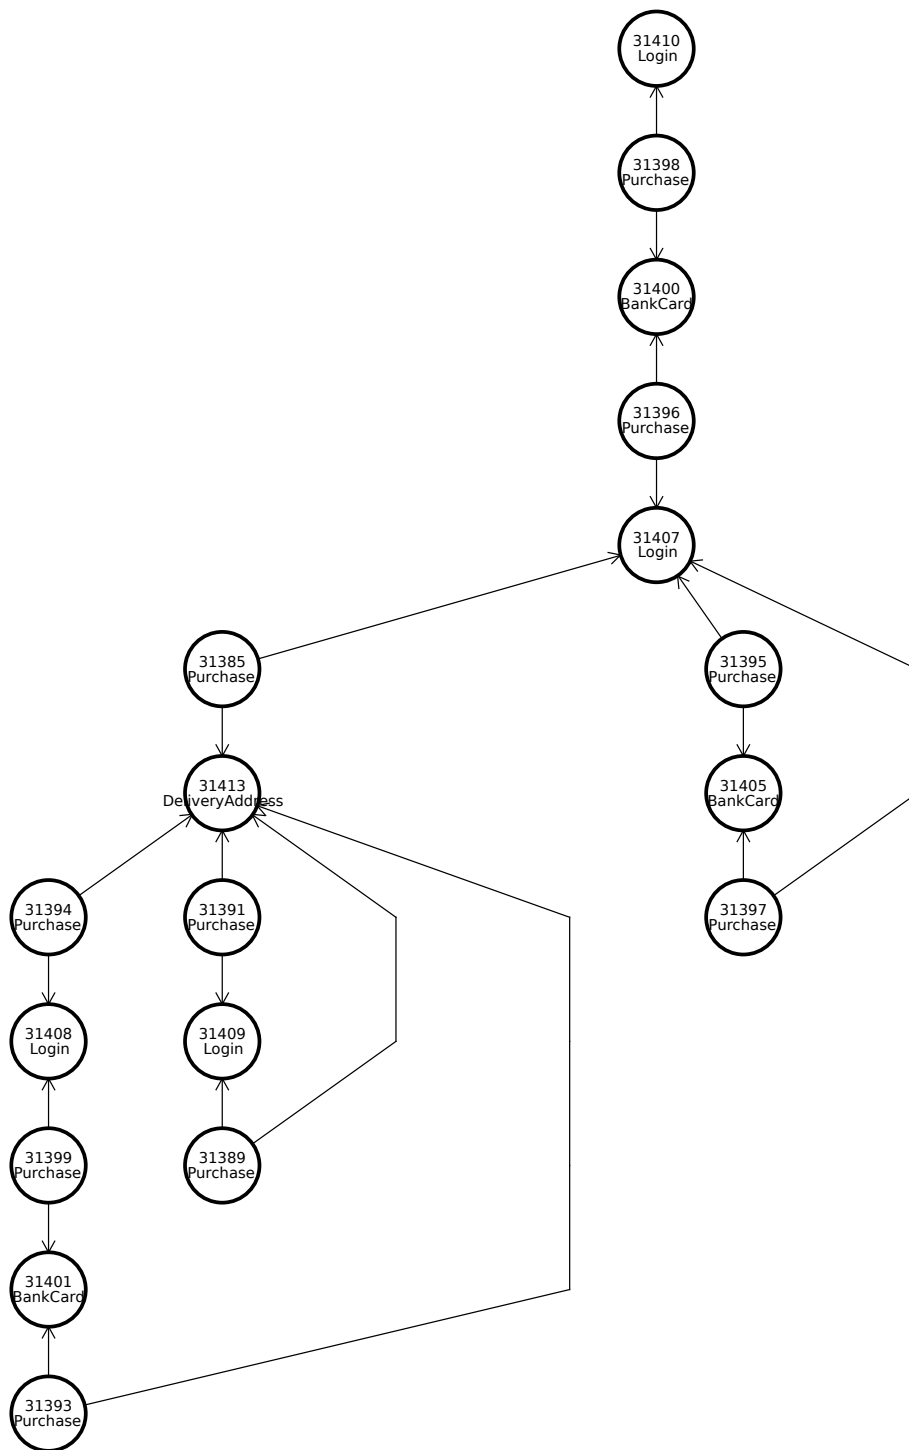 31410
Login
31398
Purchase
31400
BankCard
31396
Purchase
31407
Login
31385
Purchase
31395
Purchase
31413
DeliveryAddress
31405
BankCard
31394
Purchase
31391
Purchase
31397
Purchase
31408
Login
31409
Login
31399
Purchase
31389
Purchase
31401
BankCard
31393
Purchase